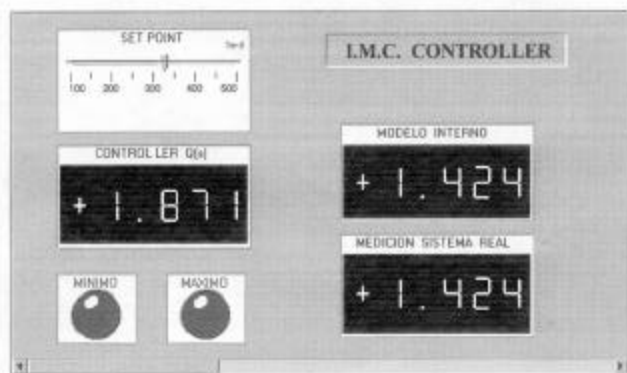 SET POINT
100 200 300 400 500
I.M.C. CONTROLLER
CONTROLLER Q(s)
+1.871
MODELO INTERNO
+1.424
MEDICION SISTEMA REAL
+1.424
MINIMO
MAXIMO